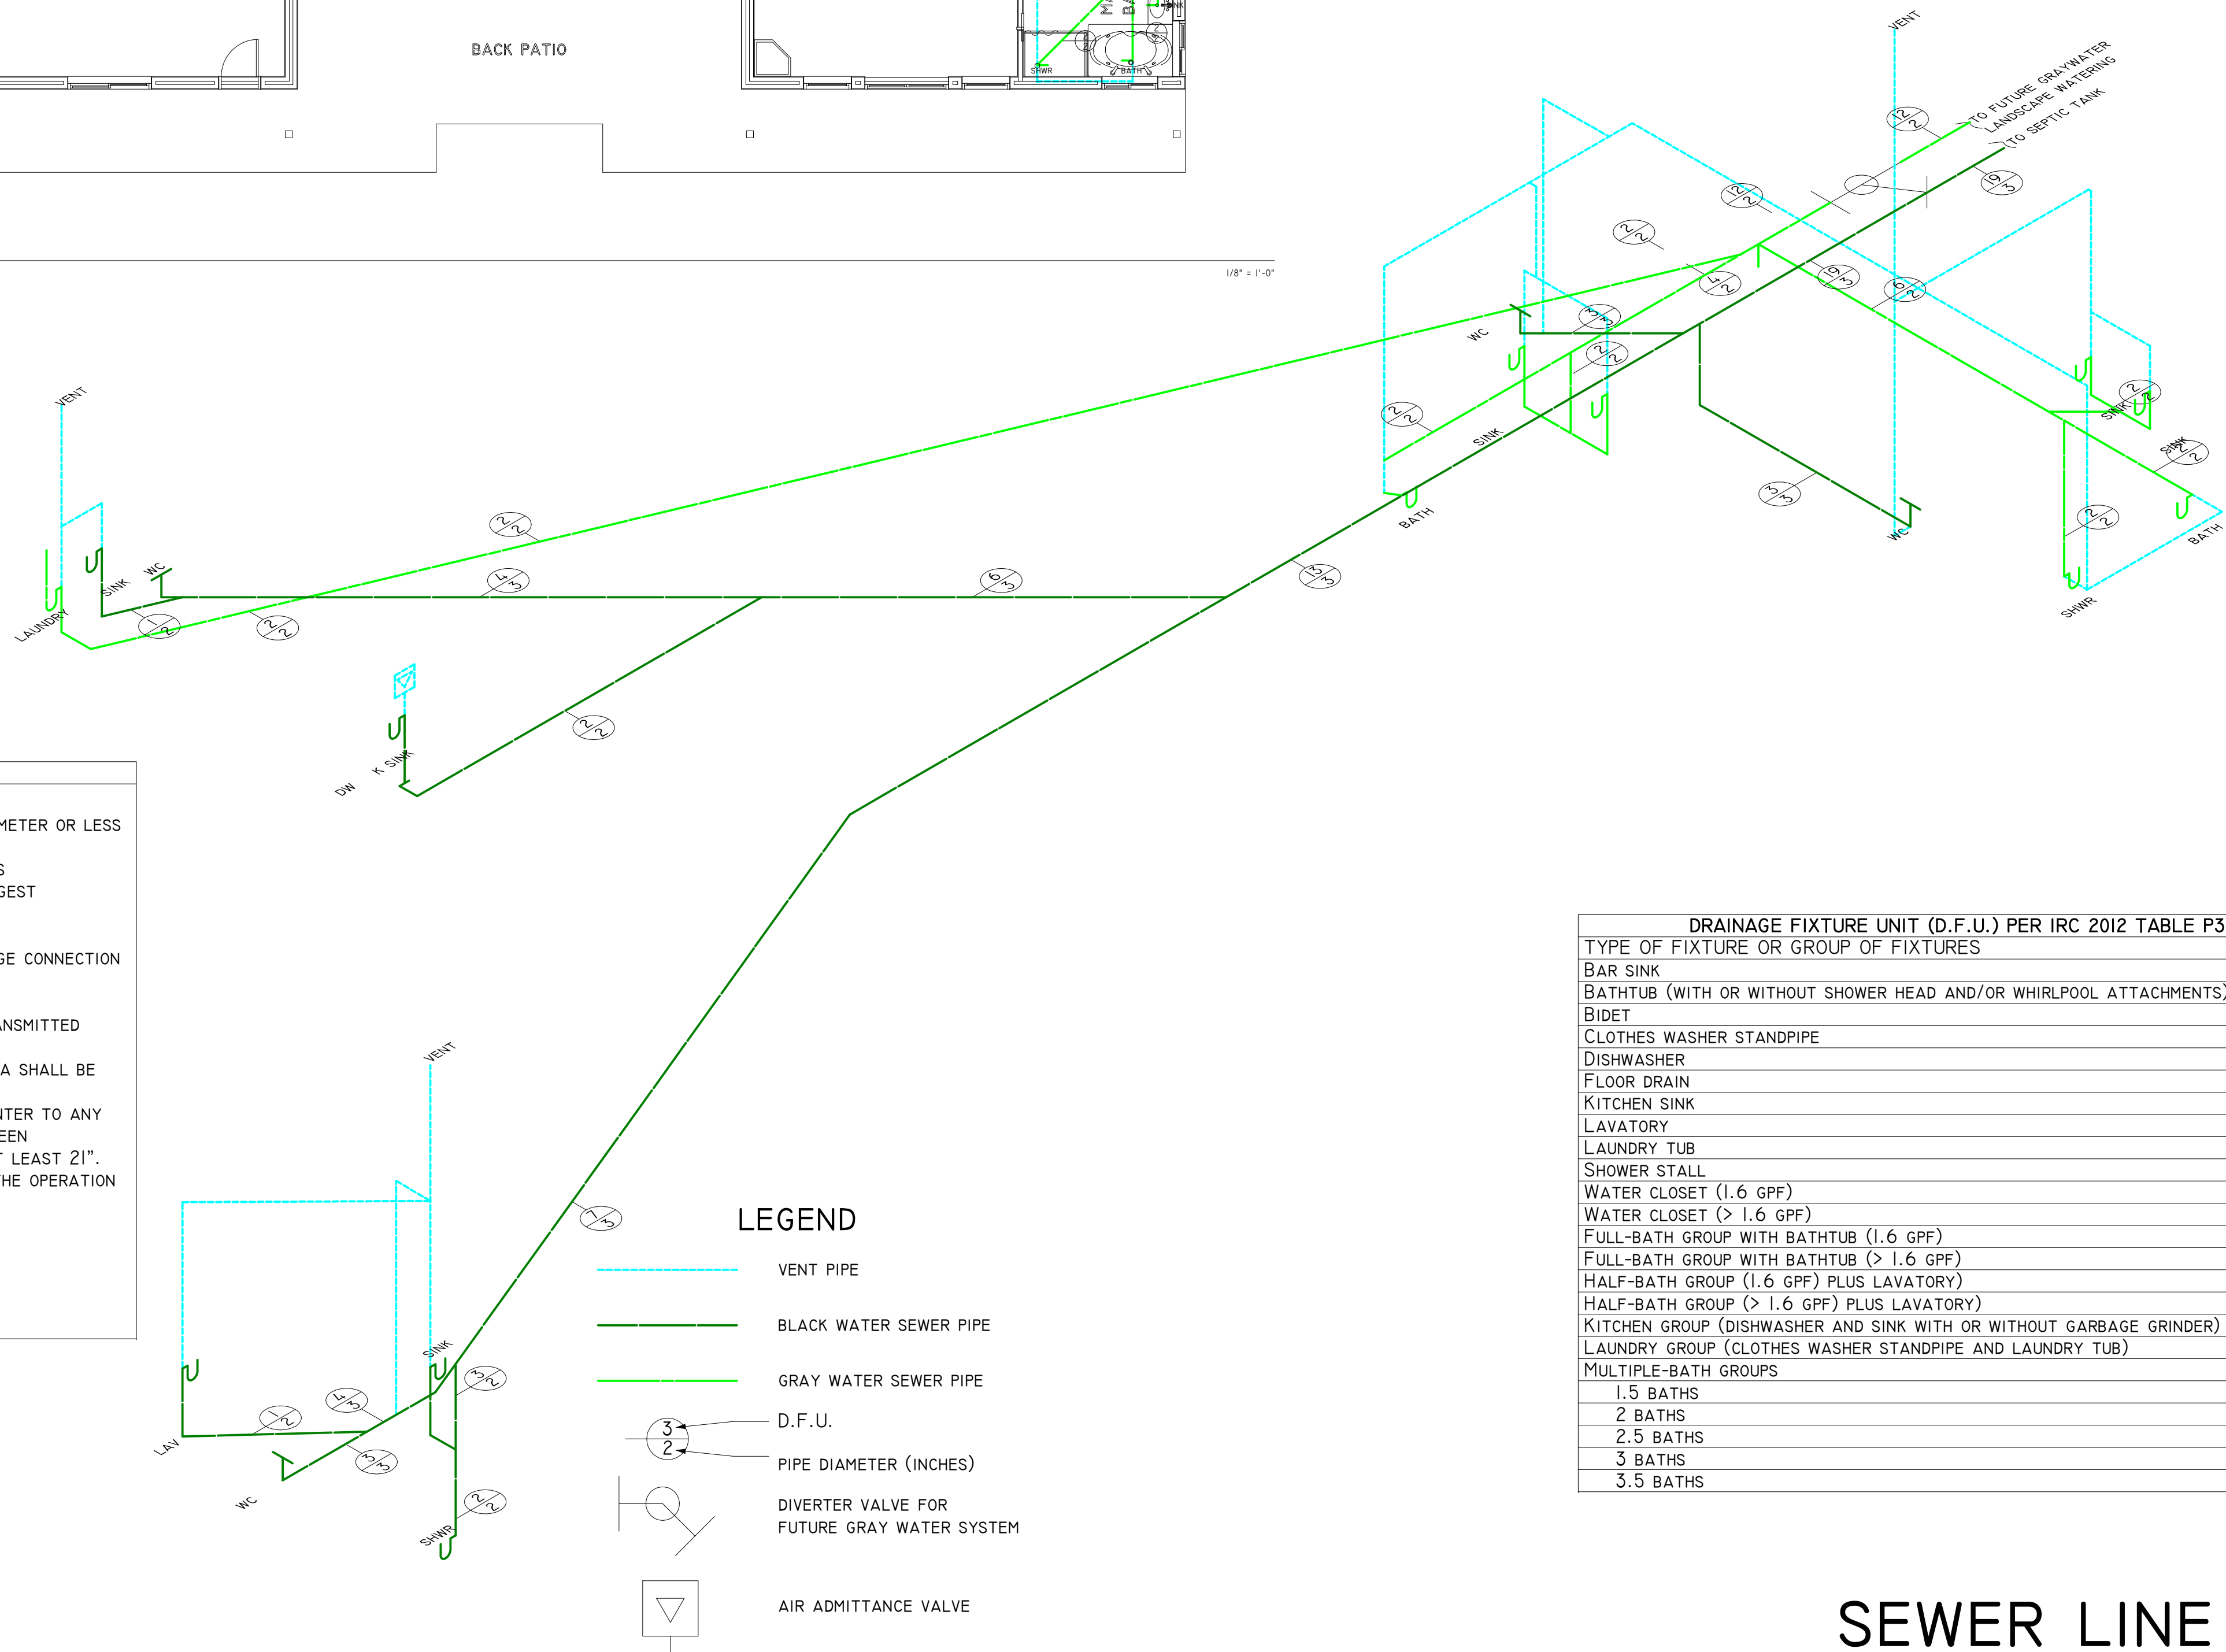 BACK PATIO
SHWR
BATH
1/8" = 1'-0"
VENT
TO FUTURE GRAYWATER
LANDSCAPE WATERING
TO SEPTIC TANK
12
2
19
3
12
2
2
2
4
2
19
3
6
2
3
3
WC
2
2
2
2
SINK
BATH
3
3
WC
2
2
SINK
SINK
2
2
BATH
2
2
SHWR
VENT
2
2
WC
SINK
LAUNDRY
1
2
2
2
4
3
6
3
13
3
K SINK
DW
2
2
METER OR LESS
S
GEST
GE CONNECTION
ANSMITTED
A SHALL BE
NTER TO ANY
EEN
T LEAST 21".
THE OPERATION
VENT
7
3
SINK
3
2
4
3
1
2
LAV
3
3
WC
2
2
SHWR
LEGEND
VENT PIPE
BLACK WATER SEWER PIPE
GRAY WATER SEWER PIPE
3
2
D.F.U.
PIPE DIAMETER (INCHES)
DIVERTER VALVE FOR
FUTURE GRAY WATER SYSTEM
AIR ADMITTANCE VALVE
DRAINAGE FIXTURE UNIT (D.F.U.) PER IRC 2012 TABLE P3
TYPE OF FIXTURE OR GROUP OF FIXTURES
BAR SINK
BATHTUB (WITH OR WITHOUT SHOWER HEAD AND/OR WHIRLPOOL ATTACHMENTS)
BIDET
CLOTHES WASHER STANDPIPE
DISHWASHER
FLOOR DRAIN
KITCHEN SINK
LAVATORY
LAUNDRY TUB
SHOWER STALL
WATER CLOSET (1.6 GPF)
WATER CLOSET (> 1.6 GPF)
FULL-BATH GROUP WITH BATHTUB (1.6 GPF)
FULL-BATH GROUP WITH BATHTUB (> 1.6 GPF)
HALF-BATH GROUP (1.6 GPF) PLUS LAVATORY)
HALF-BATH GROUP (> 1.6 GPF) PLUS LAVATORY)
KITCHEN GROUP (DISHWASHER AND SINK WITH OR WITHOUT GARBAGE GRINDER)
LAUNDRY GROUP (CLOTHES WASHER STANDPIPE AND LAUNDRY TUB)
MULTIPLE-BATH GROUPS
1.5 BATHS
2 BATHS
2.5 BATHS
3 BATHS
3.5 BATHS
SEWER LINE